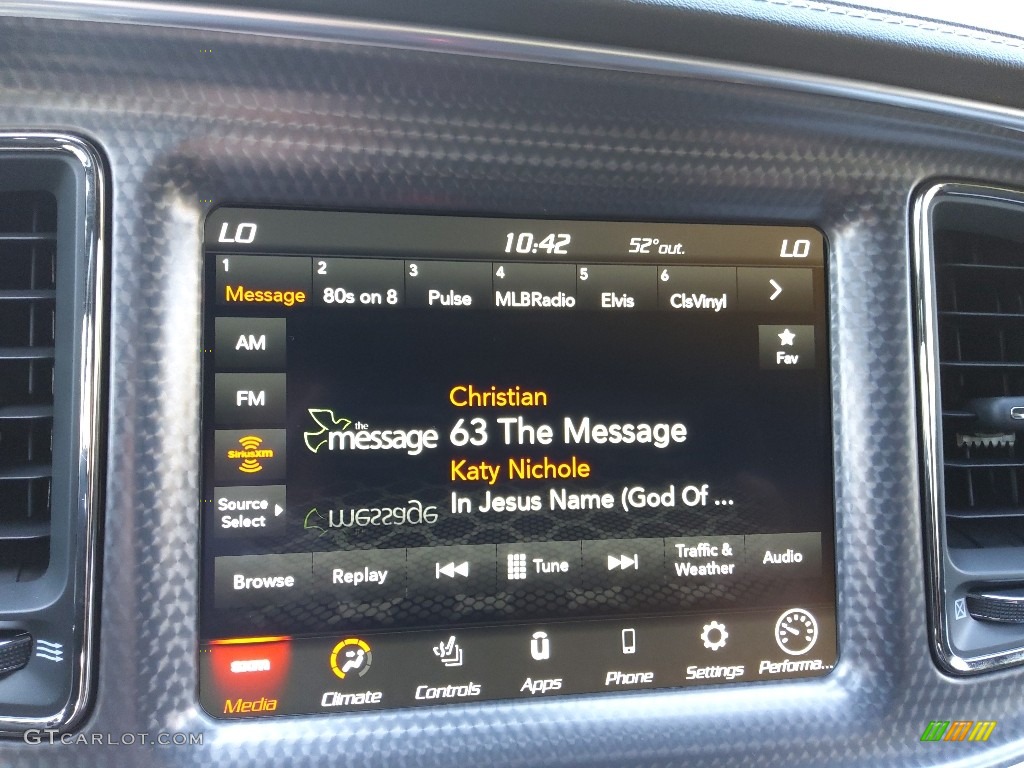 LO 10:42 52°out. LO
1 2 3 4 5 6
Message 80s on 8 Pulse MLBRadio Elvis ClsVinyl
AM
Fav
FM
Christian
the message 63 The Message
SiriusXM
Katy Nichole
Source
Select
In Jesus Name (God Of ...
message
Browse Replay Tune Traffic & Weather Audio
sxm
Media Climate Controls Apps Phone Settings Performa...
GTCARLOT.COM